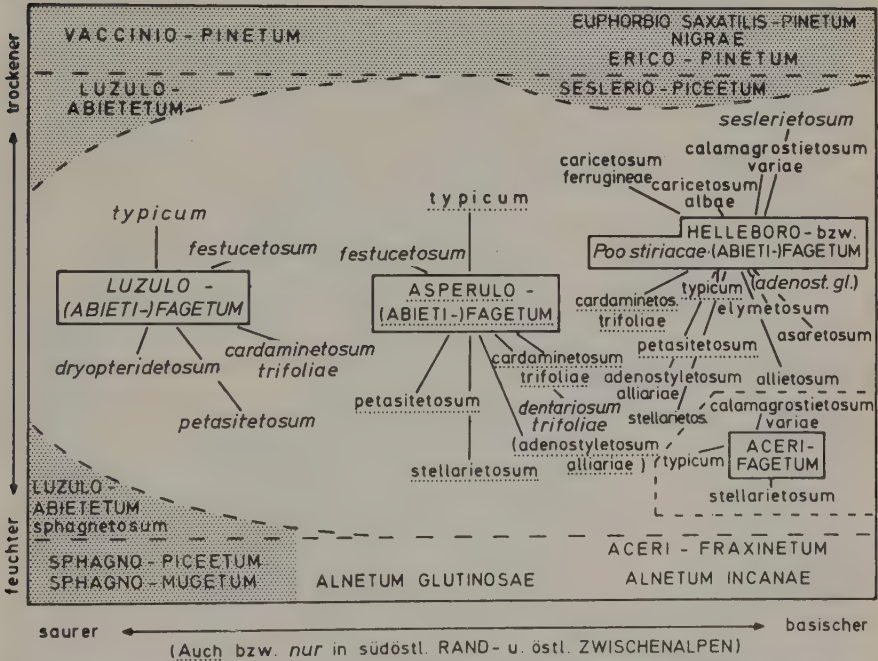 trockener
feuchter
VACCINIO - PINETUM
EUPHORBIO SAXATILIS - PINETUM
NIGRAE
ERICO - PINETUM
LUZULO -
ABIETETUM
SESLERIO - PICEETUM
seslerietosum
calamagrostietosum
variae
caricetosum
ferrugineae
caricetosum
albae
typicum
festucetosum
LUZULO -
(ABIETI-)FAGETUM
dryopteridetosum
cardaminetosum
trifoliae
petasitetosum
typicum
festucetosum
ASPERULO -
(ABIETI-)FAGETUM
cardaminetosum
trifoliae
petasitetosum
dentariosum
trifoliae
(adenostyletosum
alliariae )
stellarietosum
HELLEBORO - bzw.
Poo stiriacae-(ABIETI-)FAGETUM
cardaminetos.
trifoliae
typicum
(adenost. gl.)
elymetosum
asaretosum
petasitetosum
adenostyletosum
alliariae
allietosum
stellarietos.
calamagrostietosum
variae
typicum
ACERI-
FAGETUM
stellarietosum
LUZULO -
ABIETETUM
sphagnetosum
SPHAGNO - PICEETUM
SPHAGNO - MUGETUM
ALNETUM GLUTINOSAE
ACERI - FRAXINETUM
ALNETUM INCANAE
saurer
basischer
(Auch bzw. nur in südöstl. RAND- u. östl. ZWISCHENALPEN)